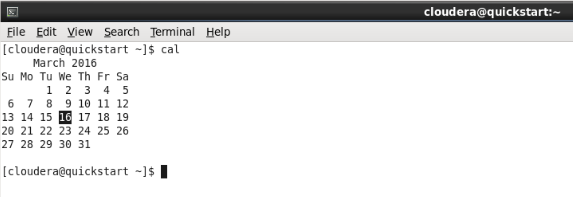 cloudera@quickstart:~
File Edit View Search Terminal Help
[cloudera@quickstart ~]$ cal
     March 2016
Su Mo Tu We Th Fr Sa
       1  2  3  4  5
 6  7  8  9 10 11 12
13 14 15 16 17 18 19
20 21 22 23 24 25 26
27 28 29 30 31
[cloudera@quickstart ~]$